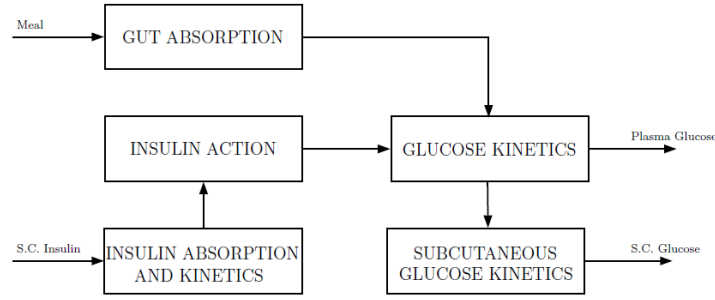 Meal
GUT ABSORPTION
INSULIN ACTION
GLUCOSE KINETICS
Plasma Glucose
S.C. Insulin
INSULIN ABSORPTION
AND KINETICS
SUBCUTANEOUS
GLUCOSE KINETICS
S.C. Glucose